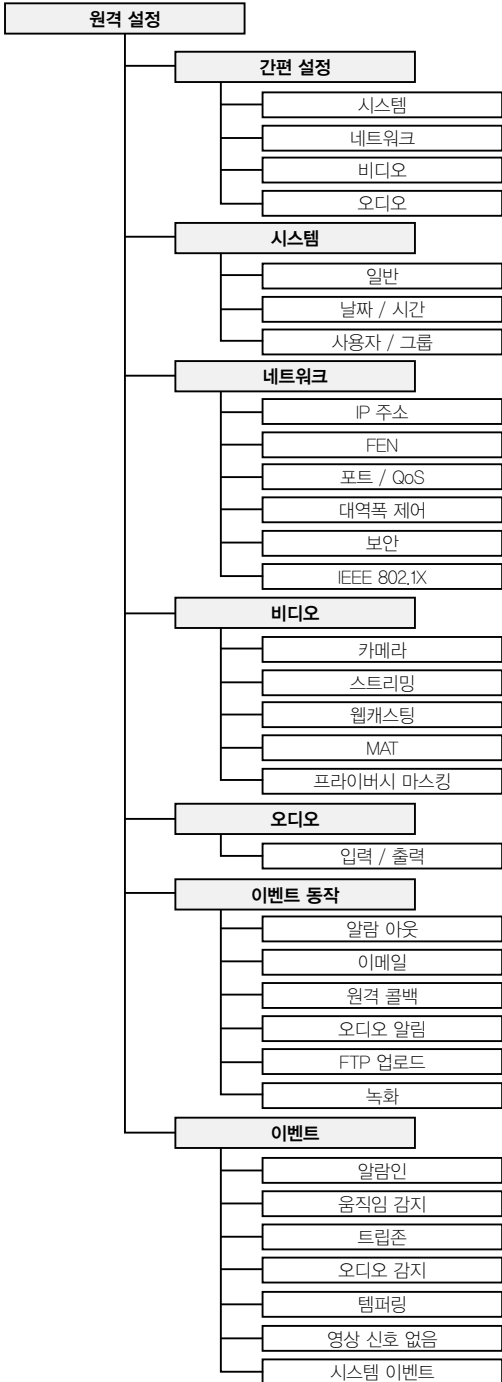 원격 설정
간편 설정
시스템
네트워크
비디오
오디오
시스템
일반
날짜 / 시간
사용자 / 그룹
네트워크
IP 주소
FEN
포트 / QoS
대역폭 제어
보안
IEEE 802.1X
비디오
카메라
스트리밍
웹캐스팅
MAT
프라이버시 마스킹
오디오
입력 / 출력
이벤트 동작
알람 아웃
이메일
원격 콜백
오디오 알림
FTP 업로드
녹화
이벤트
알람인
움직임 감지
트립존
오디오 감지
템퍼링
영상 신호 없음
시스템 이벤트